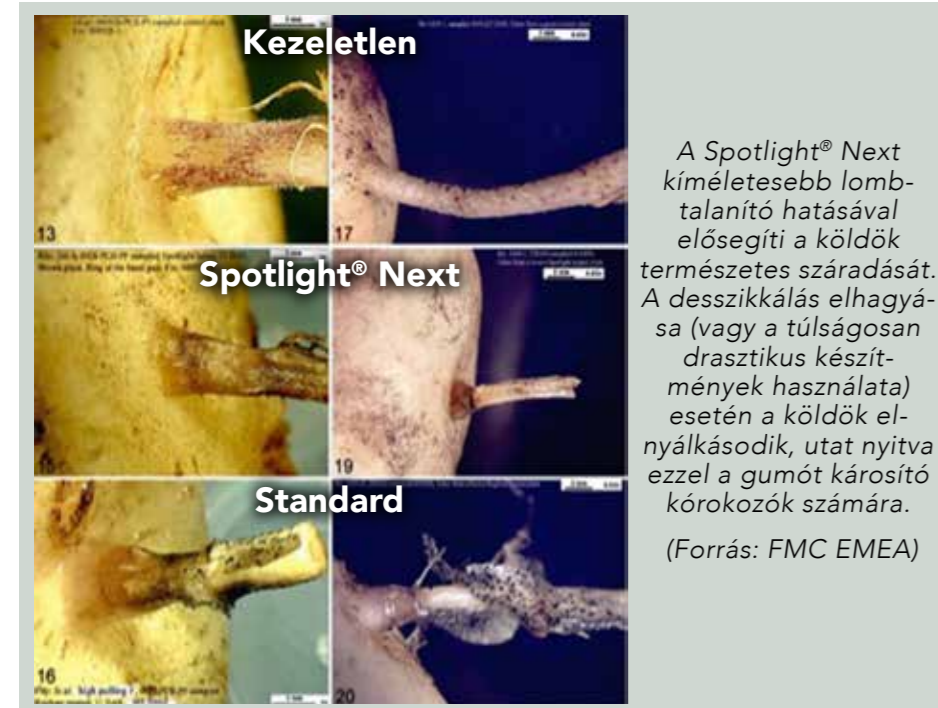 Kezeletlen
13
17
Spotlight® Next
19
Standard
16
20
A Spotlight® Next
kíméletesebb lomb-
talanító hatásával
elősegíti a köldök
természetes száradását.
A desszikkálás elhagyá-
sa (vagy a túlságosan
drasztikus készít-
mények használata)
esetén a köldök el-
nyálkásodik, utat nyitva
ezzel a gumót károsító
kórokozók számára.
(Forrás: FMC EMEA)